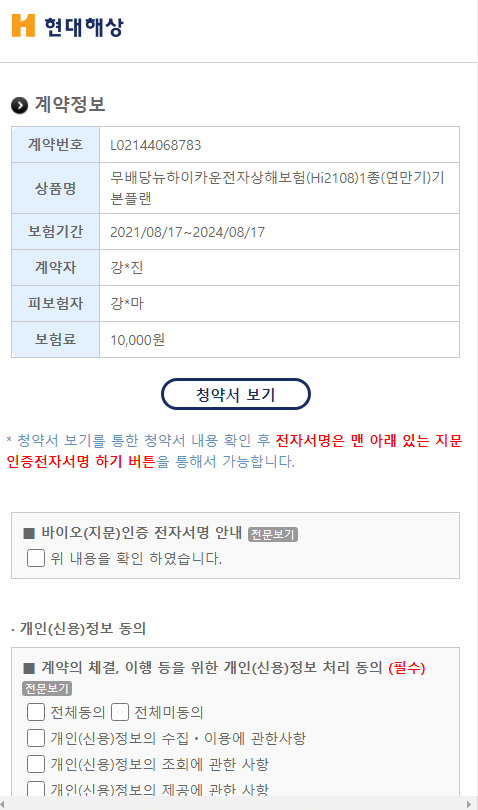 현대해상
계약정보
계약번호 L02144068783
상품명 무배당뉴하이카운전자상해보험(Hi2108)1종(연만기)기
본플랜
보험기간 2021/08/17~2024/08/17
계약자 강*진
피보험자 강*마
보험료 10,000원
청약서 보기
* 청약서 보기를 통한 청약서 내용 확인 후 전자서명은 맨 아래 있는 지문
인증전자서명 하기 버튼을 통해서 가능합니다.
■ 바이오(지문)인증 전자서명 안내 전문보기
위 내용을 확인 하였습니다.
· 개인(신용)정보 동의
■ 계약의 체결, 이행 등을 위한 개인(신용)정보 처리 동의 (필수)
전문보기
전체동의 전체미동의
개인(신용)정보의 수집·이용에 관한사항
개인(신용)정보의 조회에 관한 사항
개인(신용)정보의 제공에 관한 사항